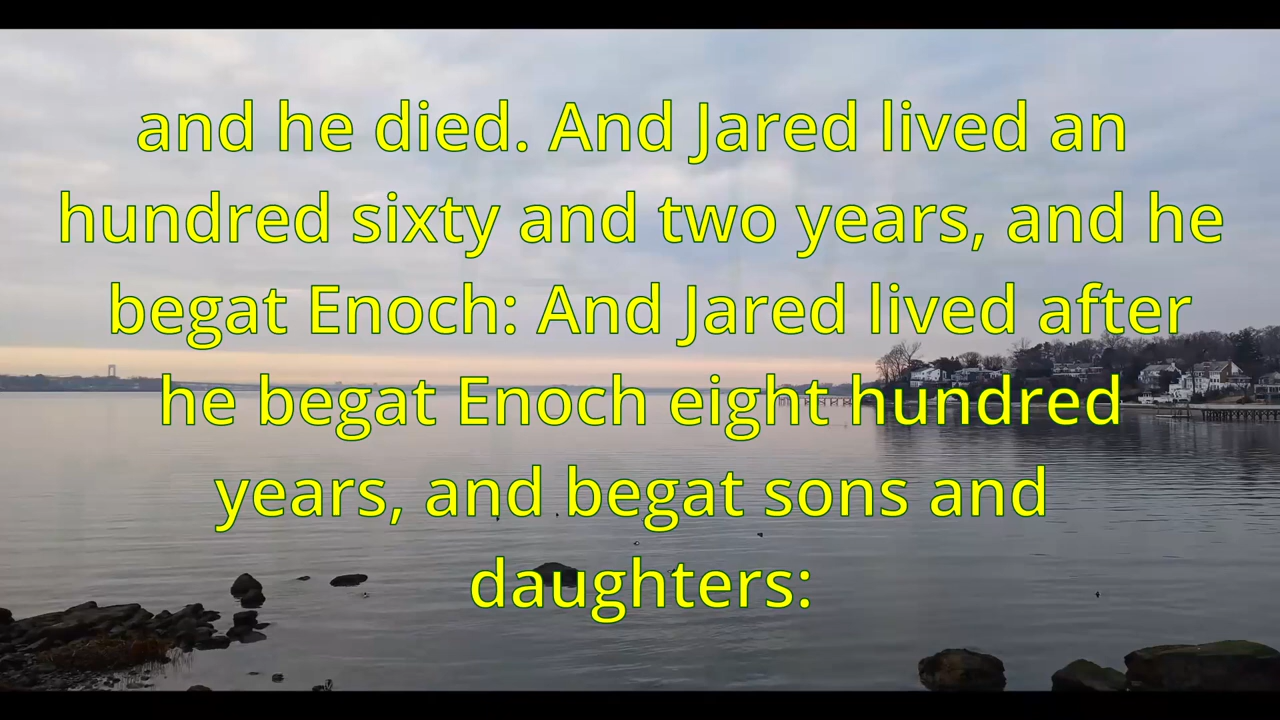 and he died. And Jared lived an
hundred sixty and two years, and he
begat Enoch: And Jared lived after
he begat Enoch eight hundred
years, and begat sons and
daughters: